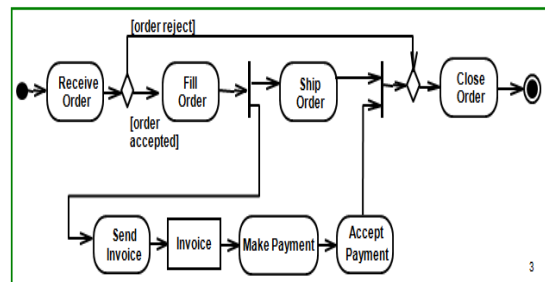 [order reject]
Receive
Order
Fill
Order
Ship
Order
Close
Order
[order
accepted]
Send
Invoice
Invoice
Make Payment
Accept
Payment
3